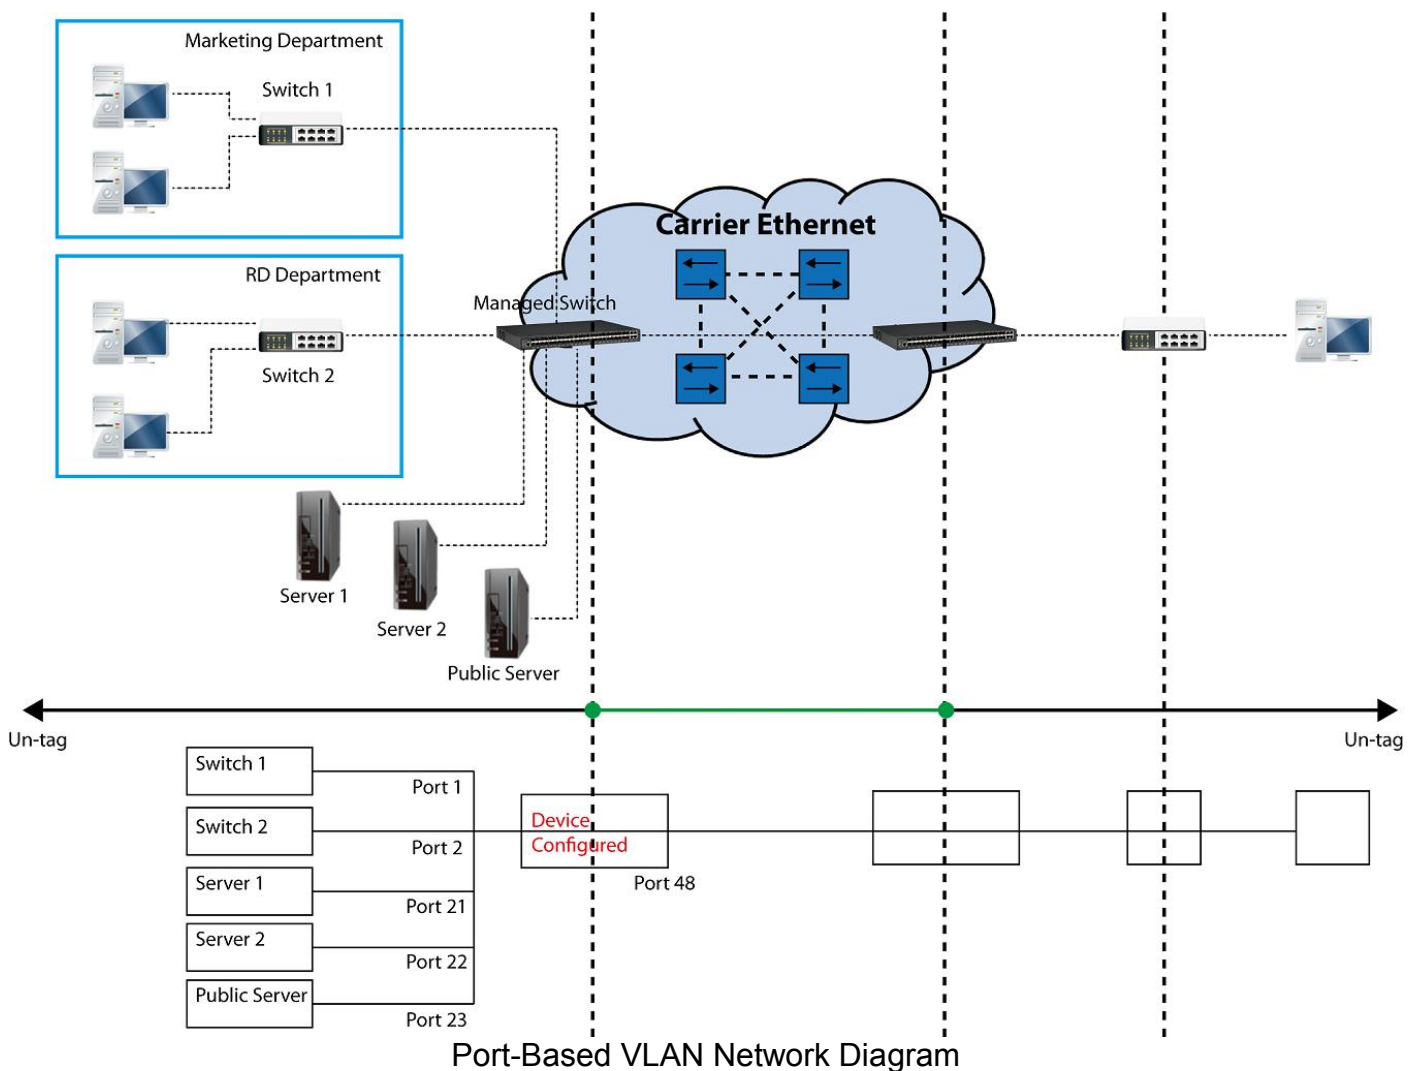 Marketing Department
Switch 1
RD Department
Switch 2
Carrier Ethernet
Managed Switch
Server 1
Server 2
Public Server
Un-tag
Un-tag
Switch 1
Port 1
Switch 2
Port 2
Device
Configured
Port 48
Server 1
Port 21
Server 2
Port 22
Public Server
Port 23
Port-Based VLAN Network Diagram